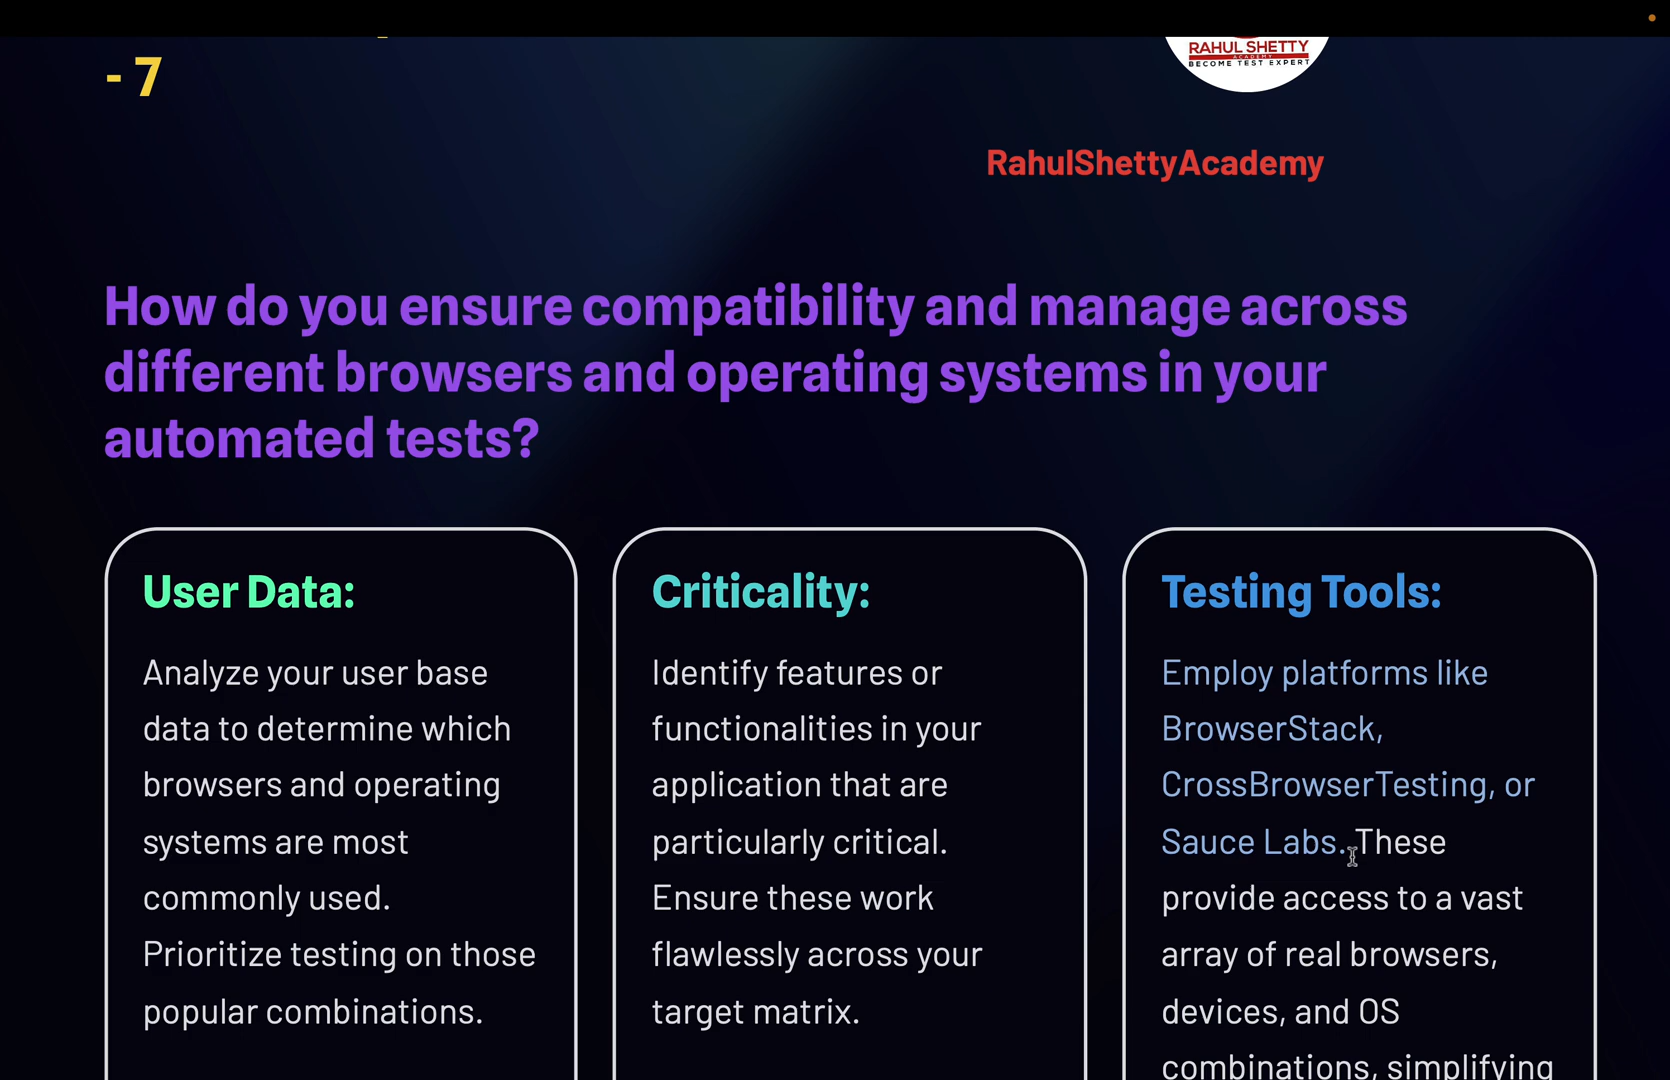 - 7
RAHUL SHETTY
ACADEMY
BECOME TEST EXPERT
RahulShettyAcademy
How do you ensure compatibility and manage across
different browsers and operating systems in your
automated tests?
User Data:
Analyze your user base
data to determine which
browsers and operating
systems are most
commonly used.
Prioritize testing on those
popular combinations.
Criticality:
Identify features or
functionalities in your
application that are
particularly critical.
Ensure these work
flawlessly across your
target matrix.
Testing Tools:
Employ platforms like
BrowserStack,
CrossBrowserTesting, or
Sauce Labs. These
provide access to a vast
array of real browsers,
devices, and OS
combinations, simplifying